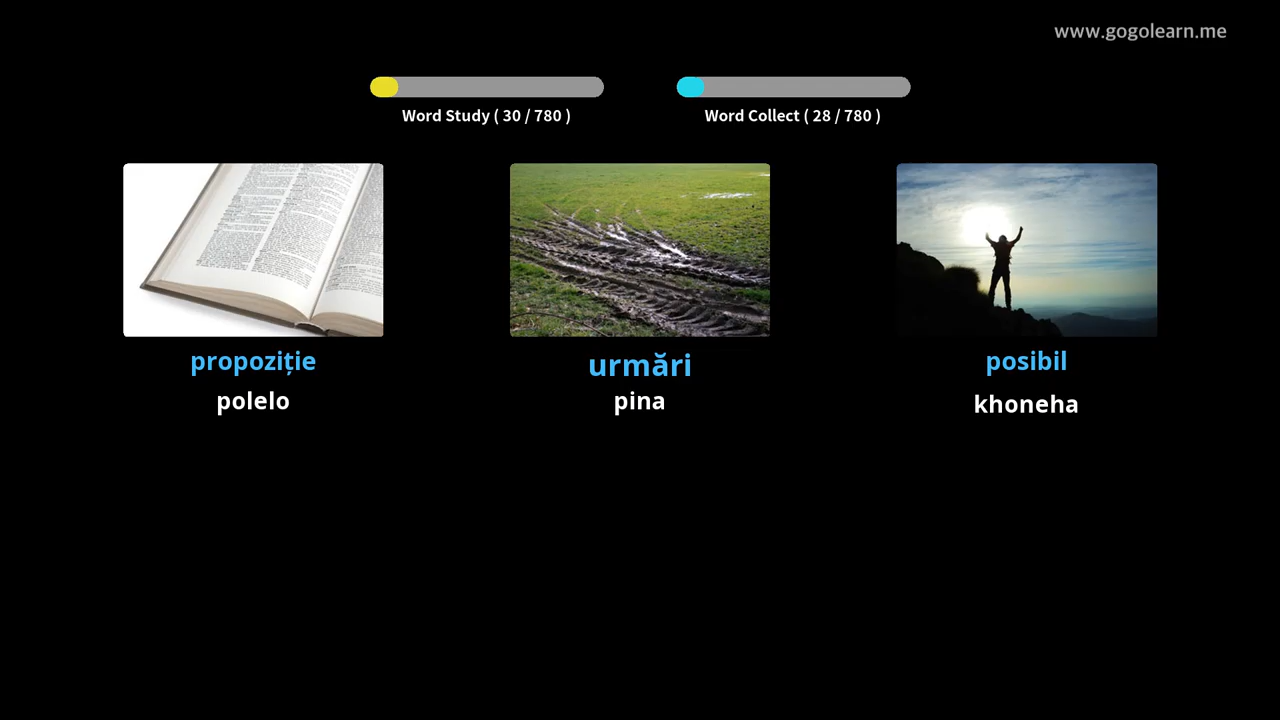 www.gogolearn.me
Word Study ( 30 / 780 )
Word Collect ( 28 / 780 )
propoziție
urmări
posibil
polelo
pina
khoneha